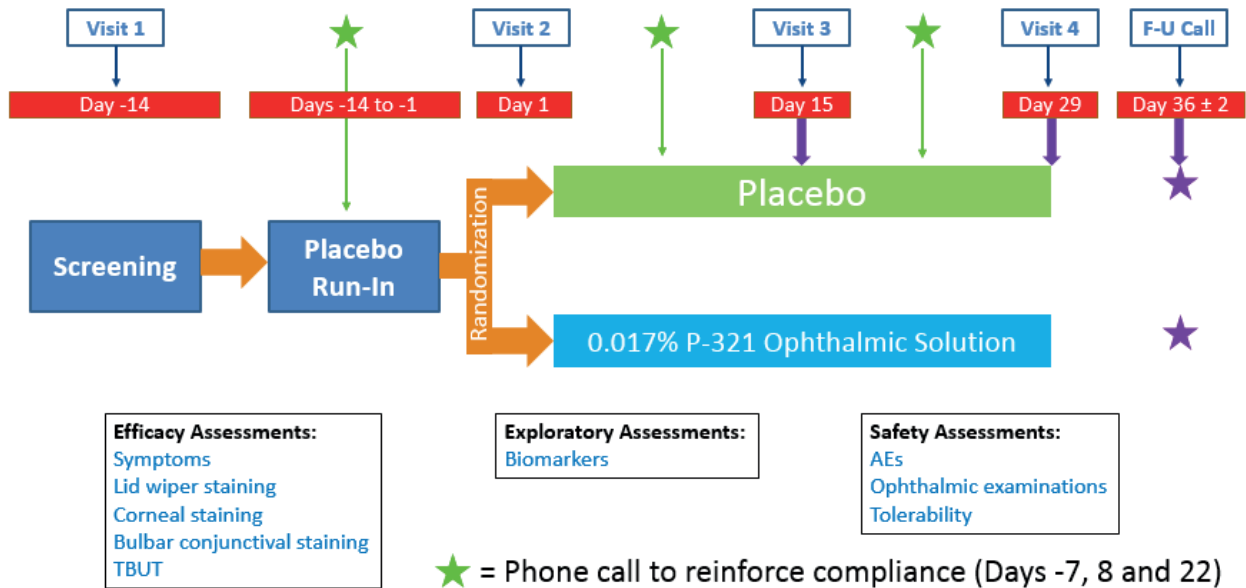 Visit 1
Visit 2
Visit 3
Visit 4
F-U Call
Day -14
Days -14 to -1
Day 1
Day 15
Day 29
Day 36 ± 2
Screening
Placebo
Run-In
Randomization
Placebo
0.017% P-321 Ophthalmic Solution
Efficacy Assessments:
Symptoms
Lid wiper staining
Corneal staining
Bulbar conjunctival staining
TBUT
Exploratory Assessments:
Biomarkers
Safety Assessments:
AEs
Ophthalmic examinations
Tolerability
= Phone call to reinforce compliance (Days -7, 8 and 22)